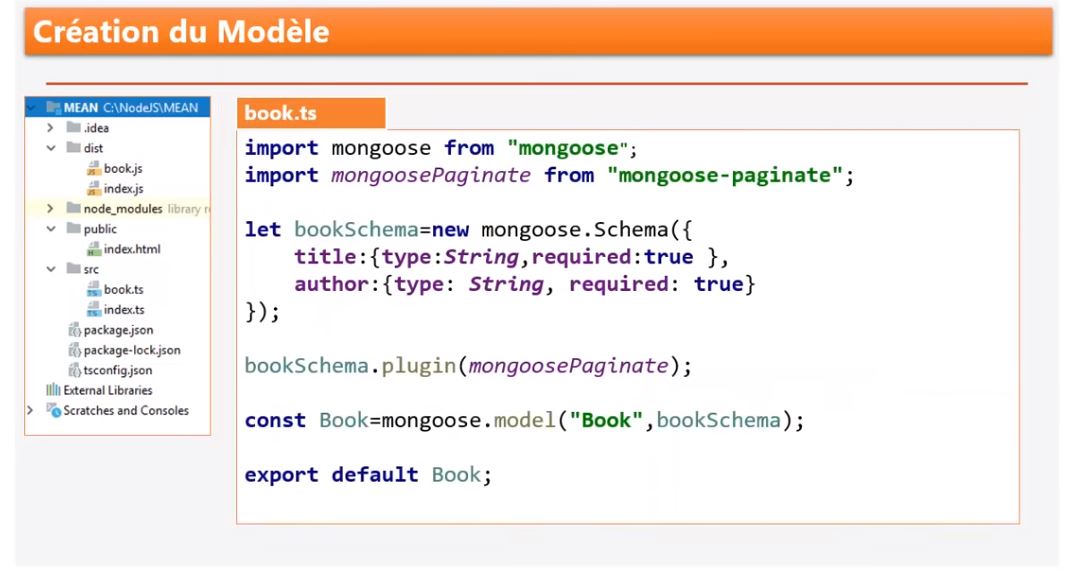 Création du Modèle
MEAN C:\NodeJS\MEAN
.idea
dist
book.js
index.js
node_modules library
public
index.html
src
book.ts
index.ts
package.json
package-lock.json
tsconfig.json
External Libraries
Scratches and Consoles
book.ts
import mongoose from "mongoose";
import mongoosePaginate from "mongoose-paginate";
let bookSchema=new mongoose.Schema({
title:{type:String,required:true },
author:{type: String, required: true}
});
bookSchema.plugin(mongoosePaginate);
const Book=mongoose.model("Book",bookSchema);
export default Book;